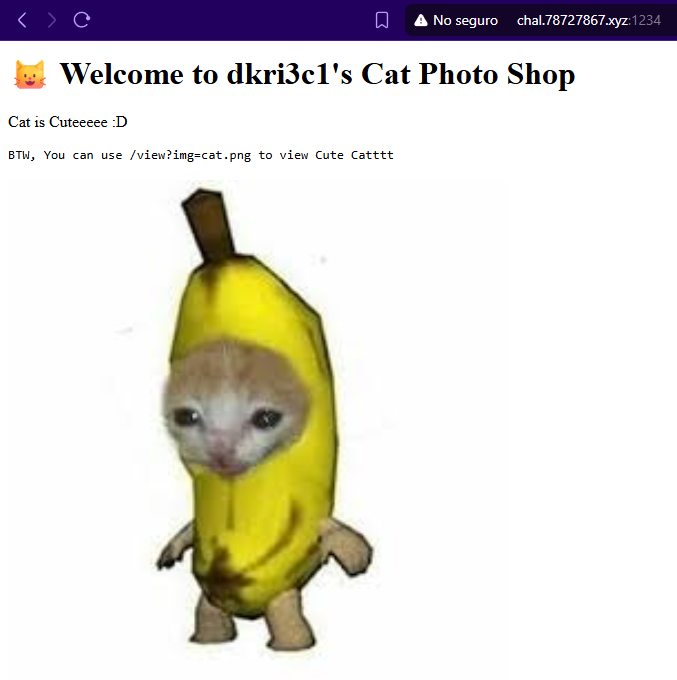 No seguro chal.78727867.xyz:1234
😺 Welcome to dkri3c1's Cat Photo Shop
Cat is Cuteeeee :D
BTW, You can use /view?img=cat.png to view Cute Catttt